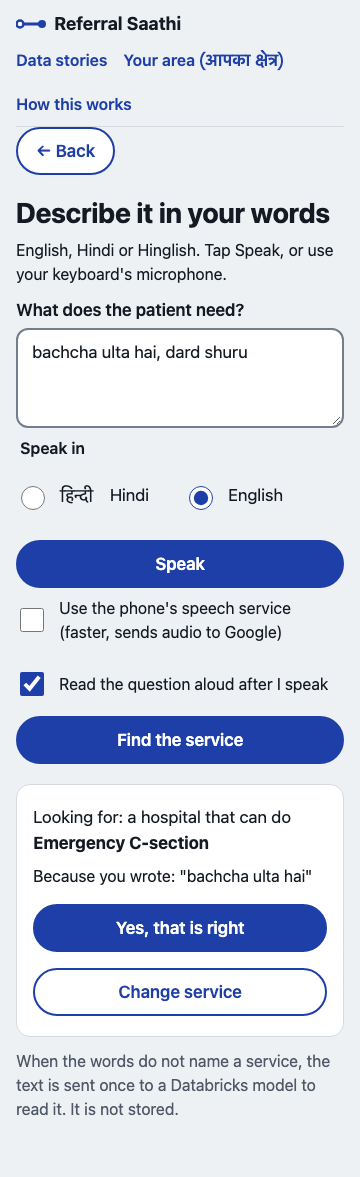 Referral Saathi
Data stories Your area (आपका क्षेत्र)
How this works
← Back
Describe it in your words
English, Hindi or Hinglish. Tap Speak, or use
your keyboard's microphone.
What does the patient need?
bachcha ulta hai, dard shuru
Speak in
हिन्दी Hindi English
Speak
Use the phone's speech service
(faster, sends audio to Google)
Read the question aloud after I speak
Find the service
Looking for: a hospital that can do
Emergency C-section
Because you wrote: "bachcha ulta hai"
Yes, that is right
Change service
When the words do not name a service, the
text is sent once to a Databricks model to
read it. It is not stored.